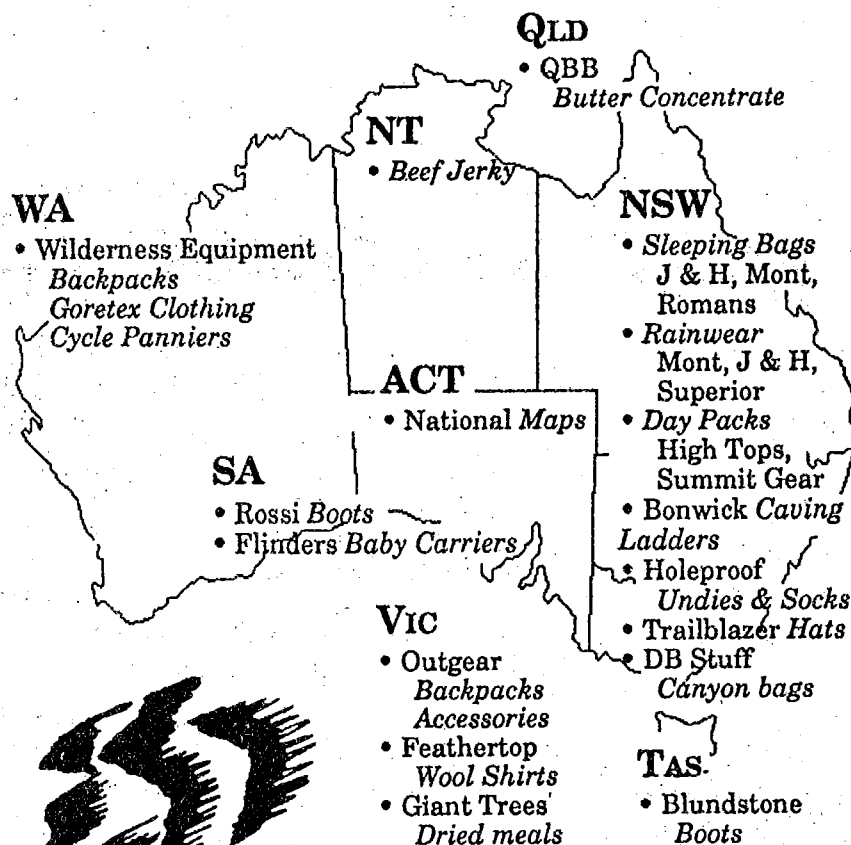 QLD
• QBB
Butter Concentrate
NT
• Beef Jerky
WA
• Wilderness Equipment
Backpacks
Goretex Clothing
Cycle Panniers
NSW
• Sleeping Bags
J & H, Mont,
Romans
• Rainwear
Mont, J & H,
Superior
• Day Packs
High Tops,
Summit Gear
• Bonwick Caving
Ladders
• Holeproof
Undies & Socks
• Trailblazer Hats
• DB Stuff
Canyon bags
ACT
• National Maps
SA
• Rossi Boots
• Flinders Baby Carriers
VIC
• Outgear
Backpacks
Accessories
• Feathertop
Wool Shirts
• Giant Trees
Dried meals
TAS
• Blundstone
Boots